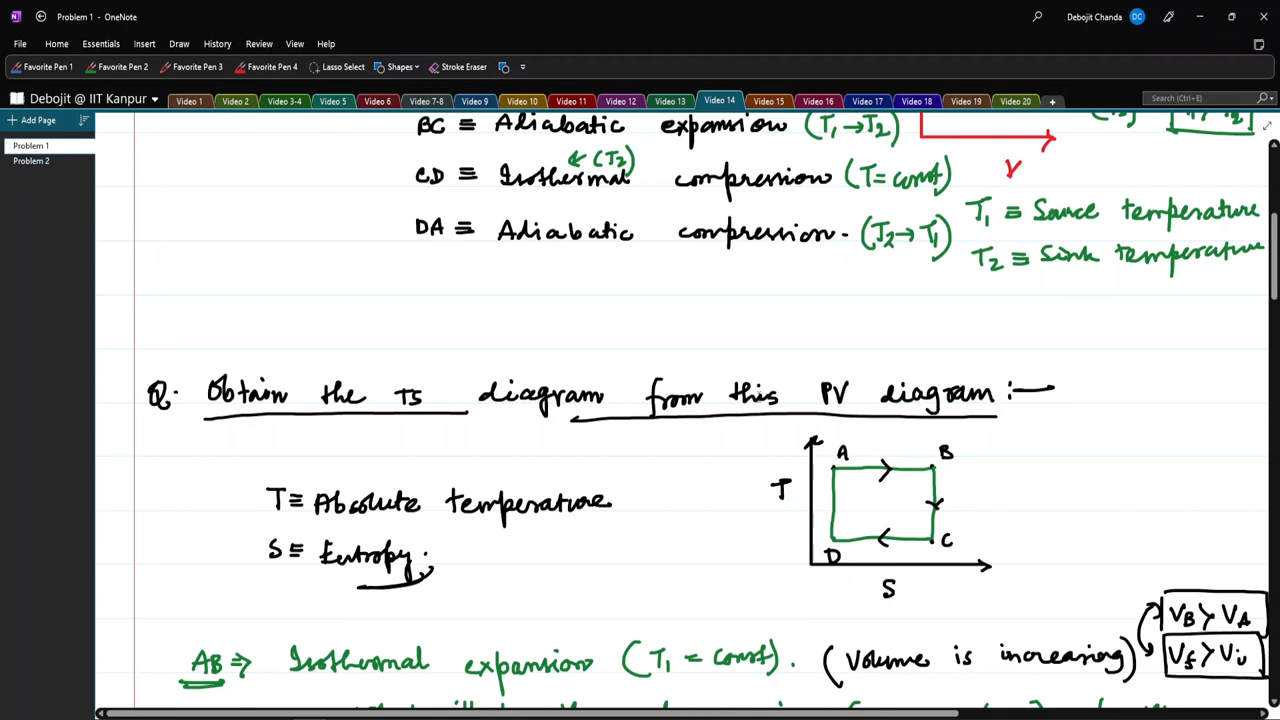 Problem 1 - OneNote
Debojit Chanda DC
File Home Essentials Insert Draw History Review View Help
Favorite Pen 1 Favorite Pen 2 Favorite Pen 3 Favorite Pen 4 Lasso Select Shapes Stroke Eraser
Debojit @ IIT Kanpur Video 1 Video 2 Video 3-4 Video 5 Video 6 Video 7-8 Video 9 Video 10 Video 11 Video 12 Video 13 Video 14 Video 15 Video 16 Video 17 Video 18 Video 19 Video 20 + Search (Ctrl+E)
+ Add Page
Problem 1
Problem 2
BC ≡ Adiabatic expansion (T1 → T2)
← (T2)
CD ≡ Isothermal compression (T = const)
V
T1 ≡ Source temperature
DA ≡ Adiabatic compression. (T2 → T1)
T2 ≡ Sink temperature
Q. Obtain the TS diagram from this PV diagram :—
A B
T
T ≡ Absolute temperature
S ≡ Entropy.
D C
S
VB > VA
AB ⇒ Isothermal expansion (T1 = const). (Volume is increasing)
Vf > Vi